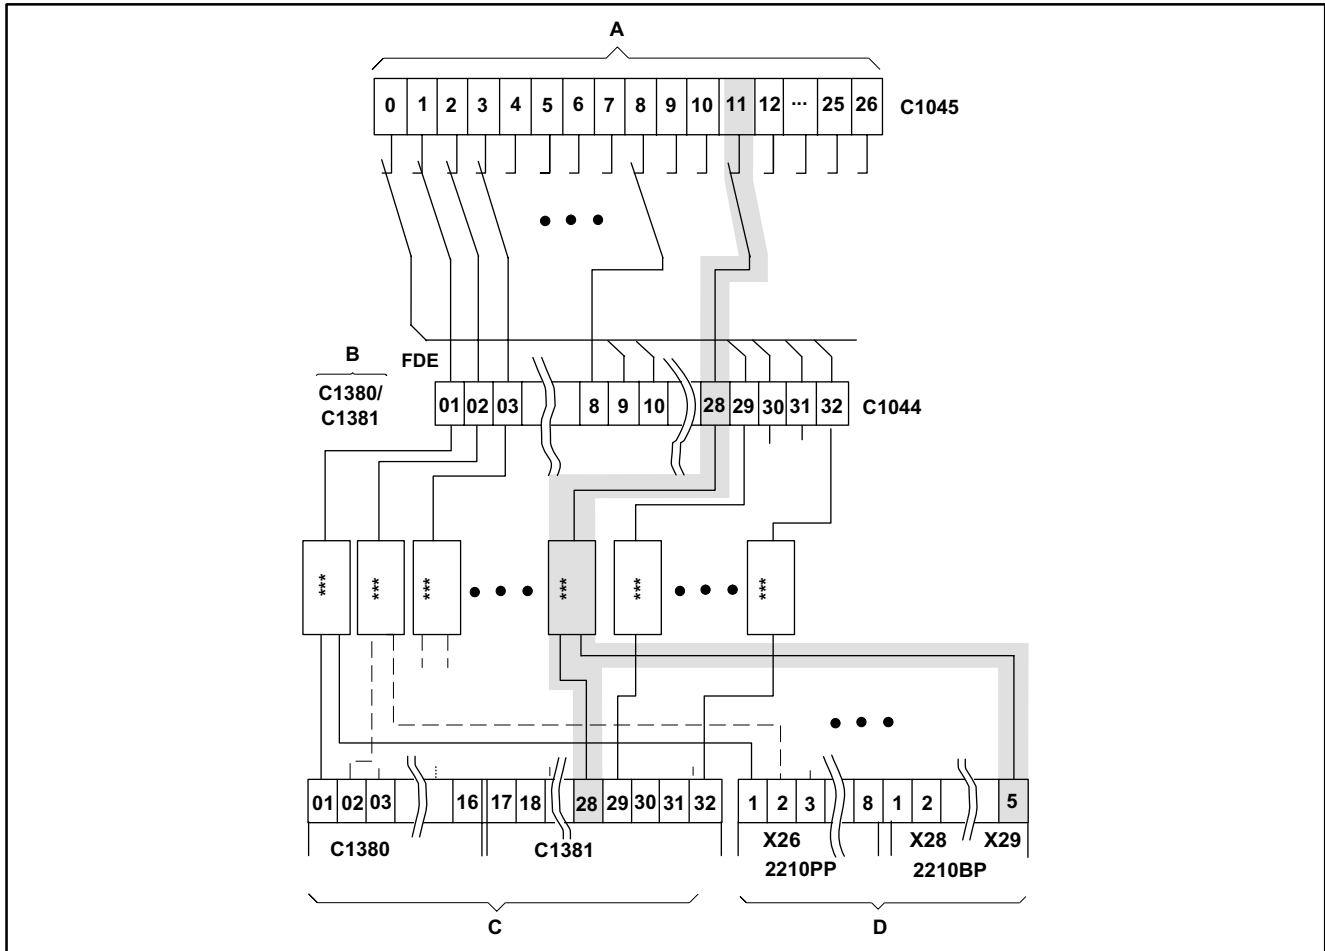 A
0 1 2 3 4 5 6 7 8 9 10 11 12 ... 25 26 C1045
B
FDE
C1380/
C1381
01 02 03 8 9 10 28 29 30 31 32 C1044
*** *** *** *** *** ***
01 02 03 16 17 18 28 29 30 31 32 1 2 3 8 1 2 5
C1380 C1381 X26 X28 X29
2210PP 2210BP
C D